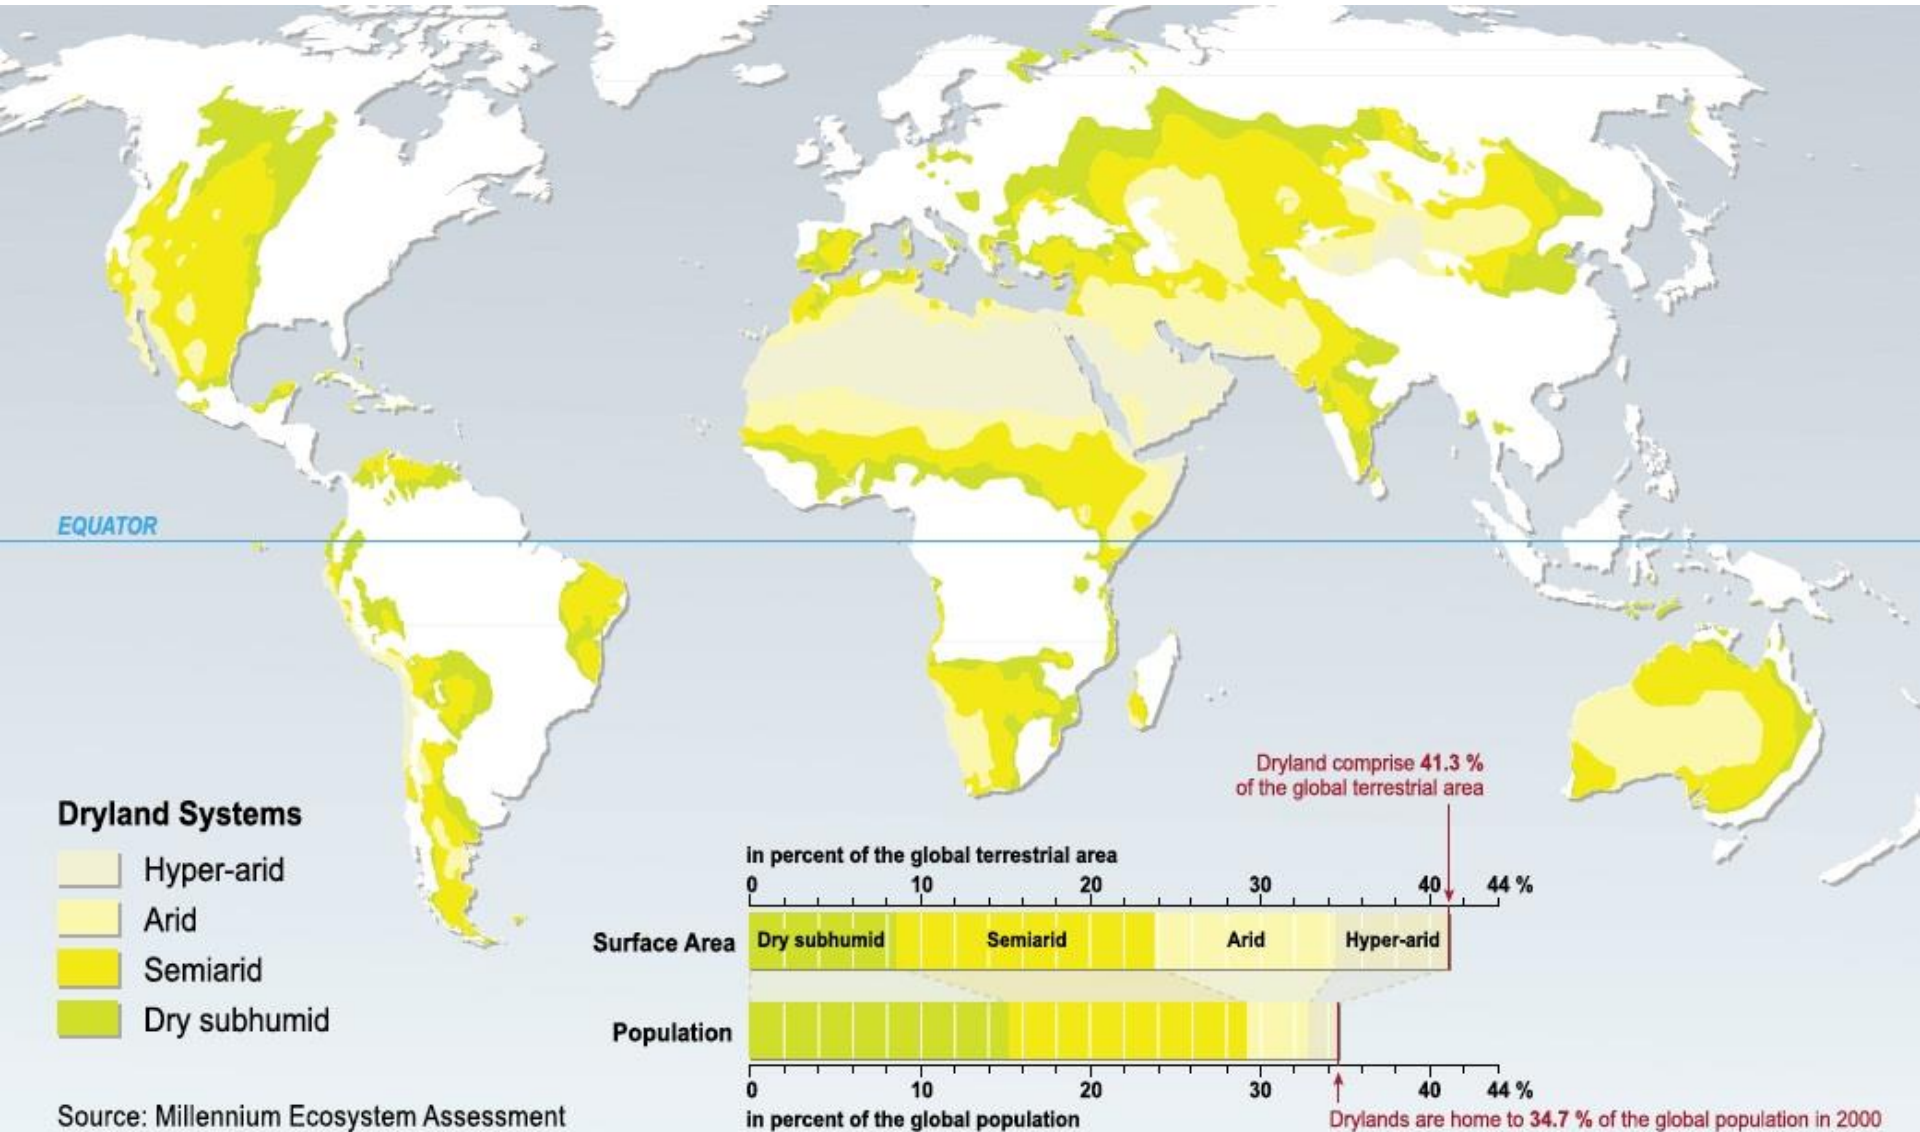 EQUATOR
Dryland comprise 41.3 %
of the global terrestrial area
Dryland Systems
Hyper-arid
Arid
Semiarid
Dry subhumid
in percent of the global terrestrial area
0 10 20 30 40 44 %
Surface Area Dry subhumid Semiarid Arid Hyper-arid
Population
0 10 20 30 40 44 %
in percent of the global population
Drylands are home to 34.7 % of the global population in 2000
Source: Millennium Ecosystem Assessment